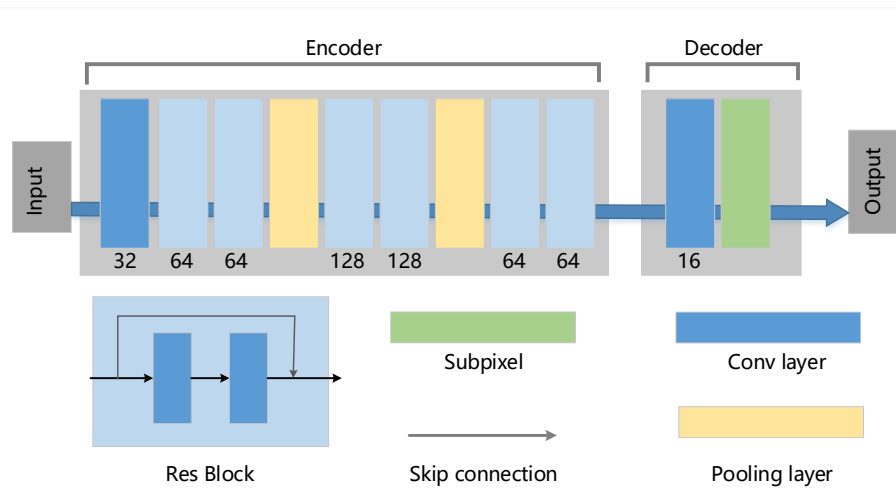 Encoder
Decoder
Input
Output
32 64 64 128 128 64 64 16
Subpixel
Conv layer
Res Block
Skip connection
Pooling layer